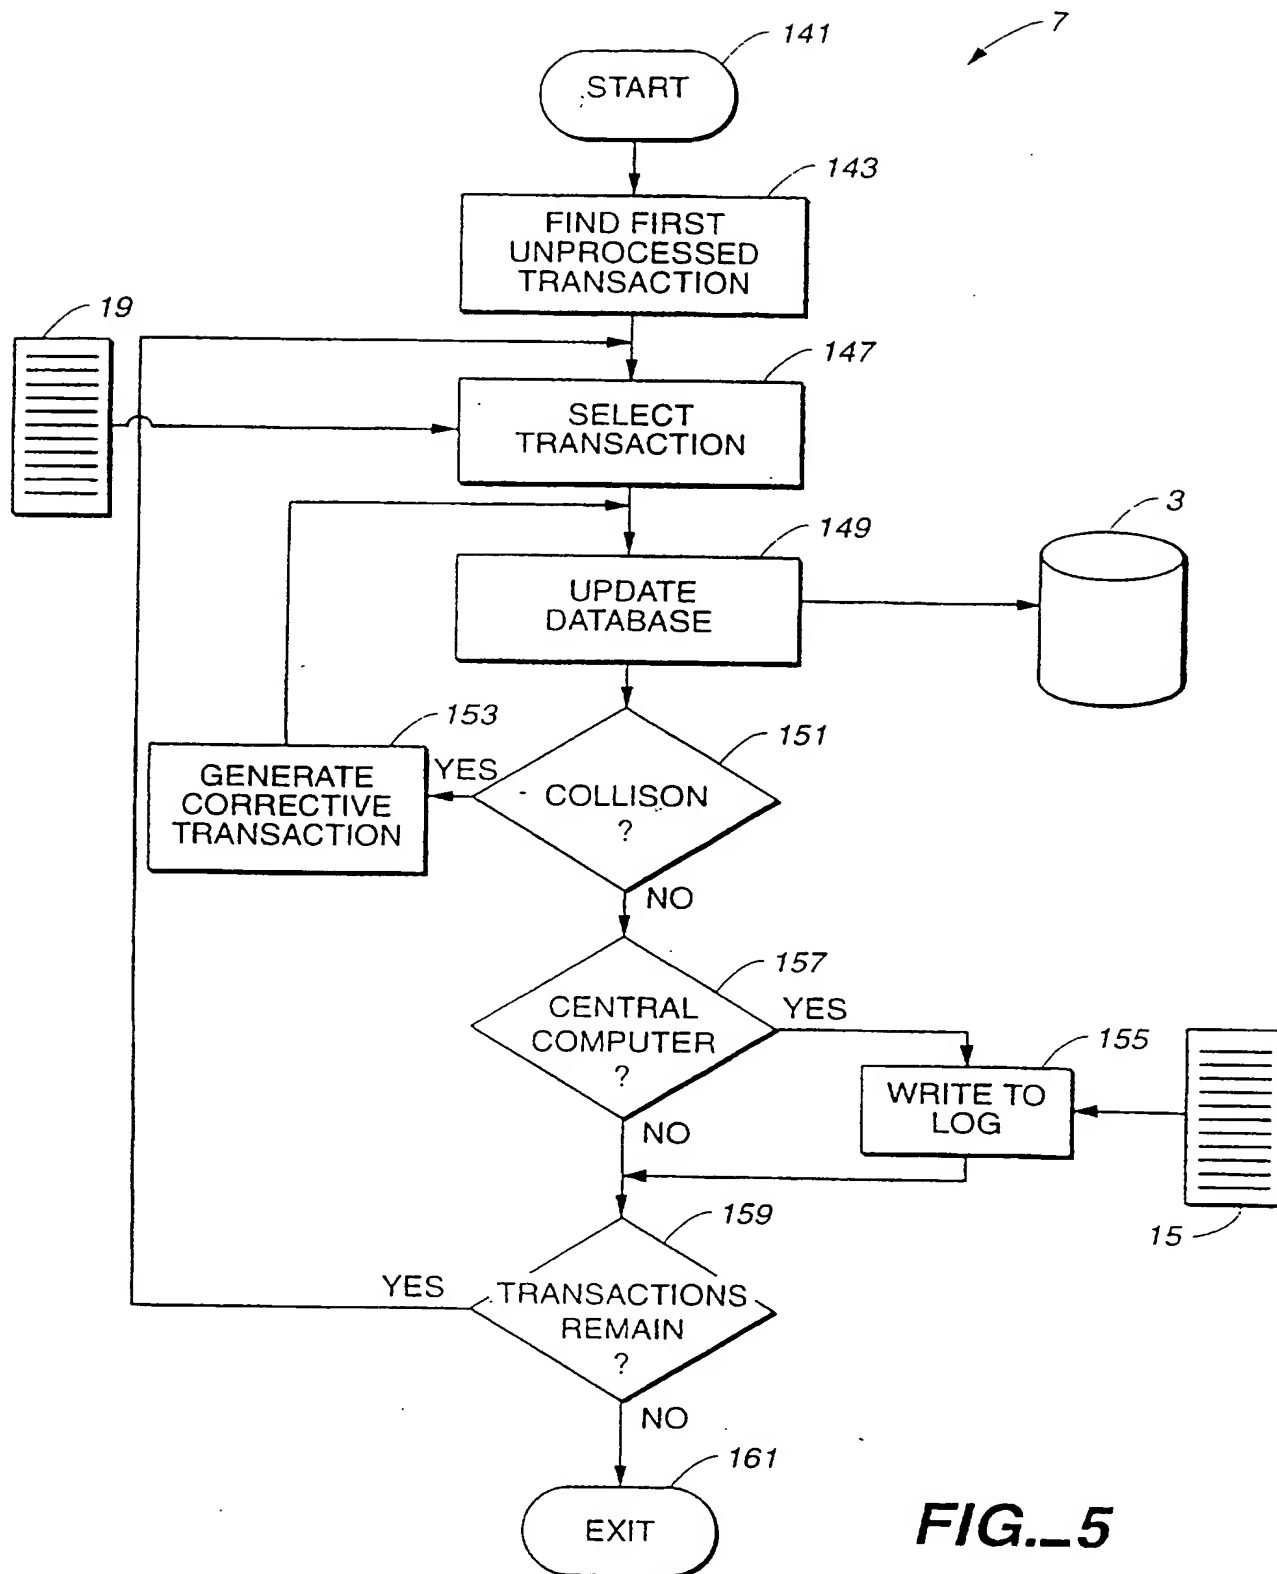 7
141
START
143
FIND FIRST
UNPROCESSED
TRANSACTION
19
147
SELECT
TRANSACTION
3
149
UPDATE
DATABASE
153
151
GENERATE
CORRECTIVE
TRANSACTION
YES
COLLISON
?
NO
157
CENTRAL
COMPUTER
?
YES
155
WRITE TO
LOG
NO
15
159
YES
TRANSACTIONS
REMAIN
?
NO
161
EXIT
FIG._5